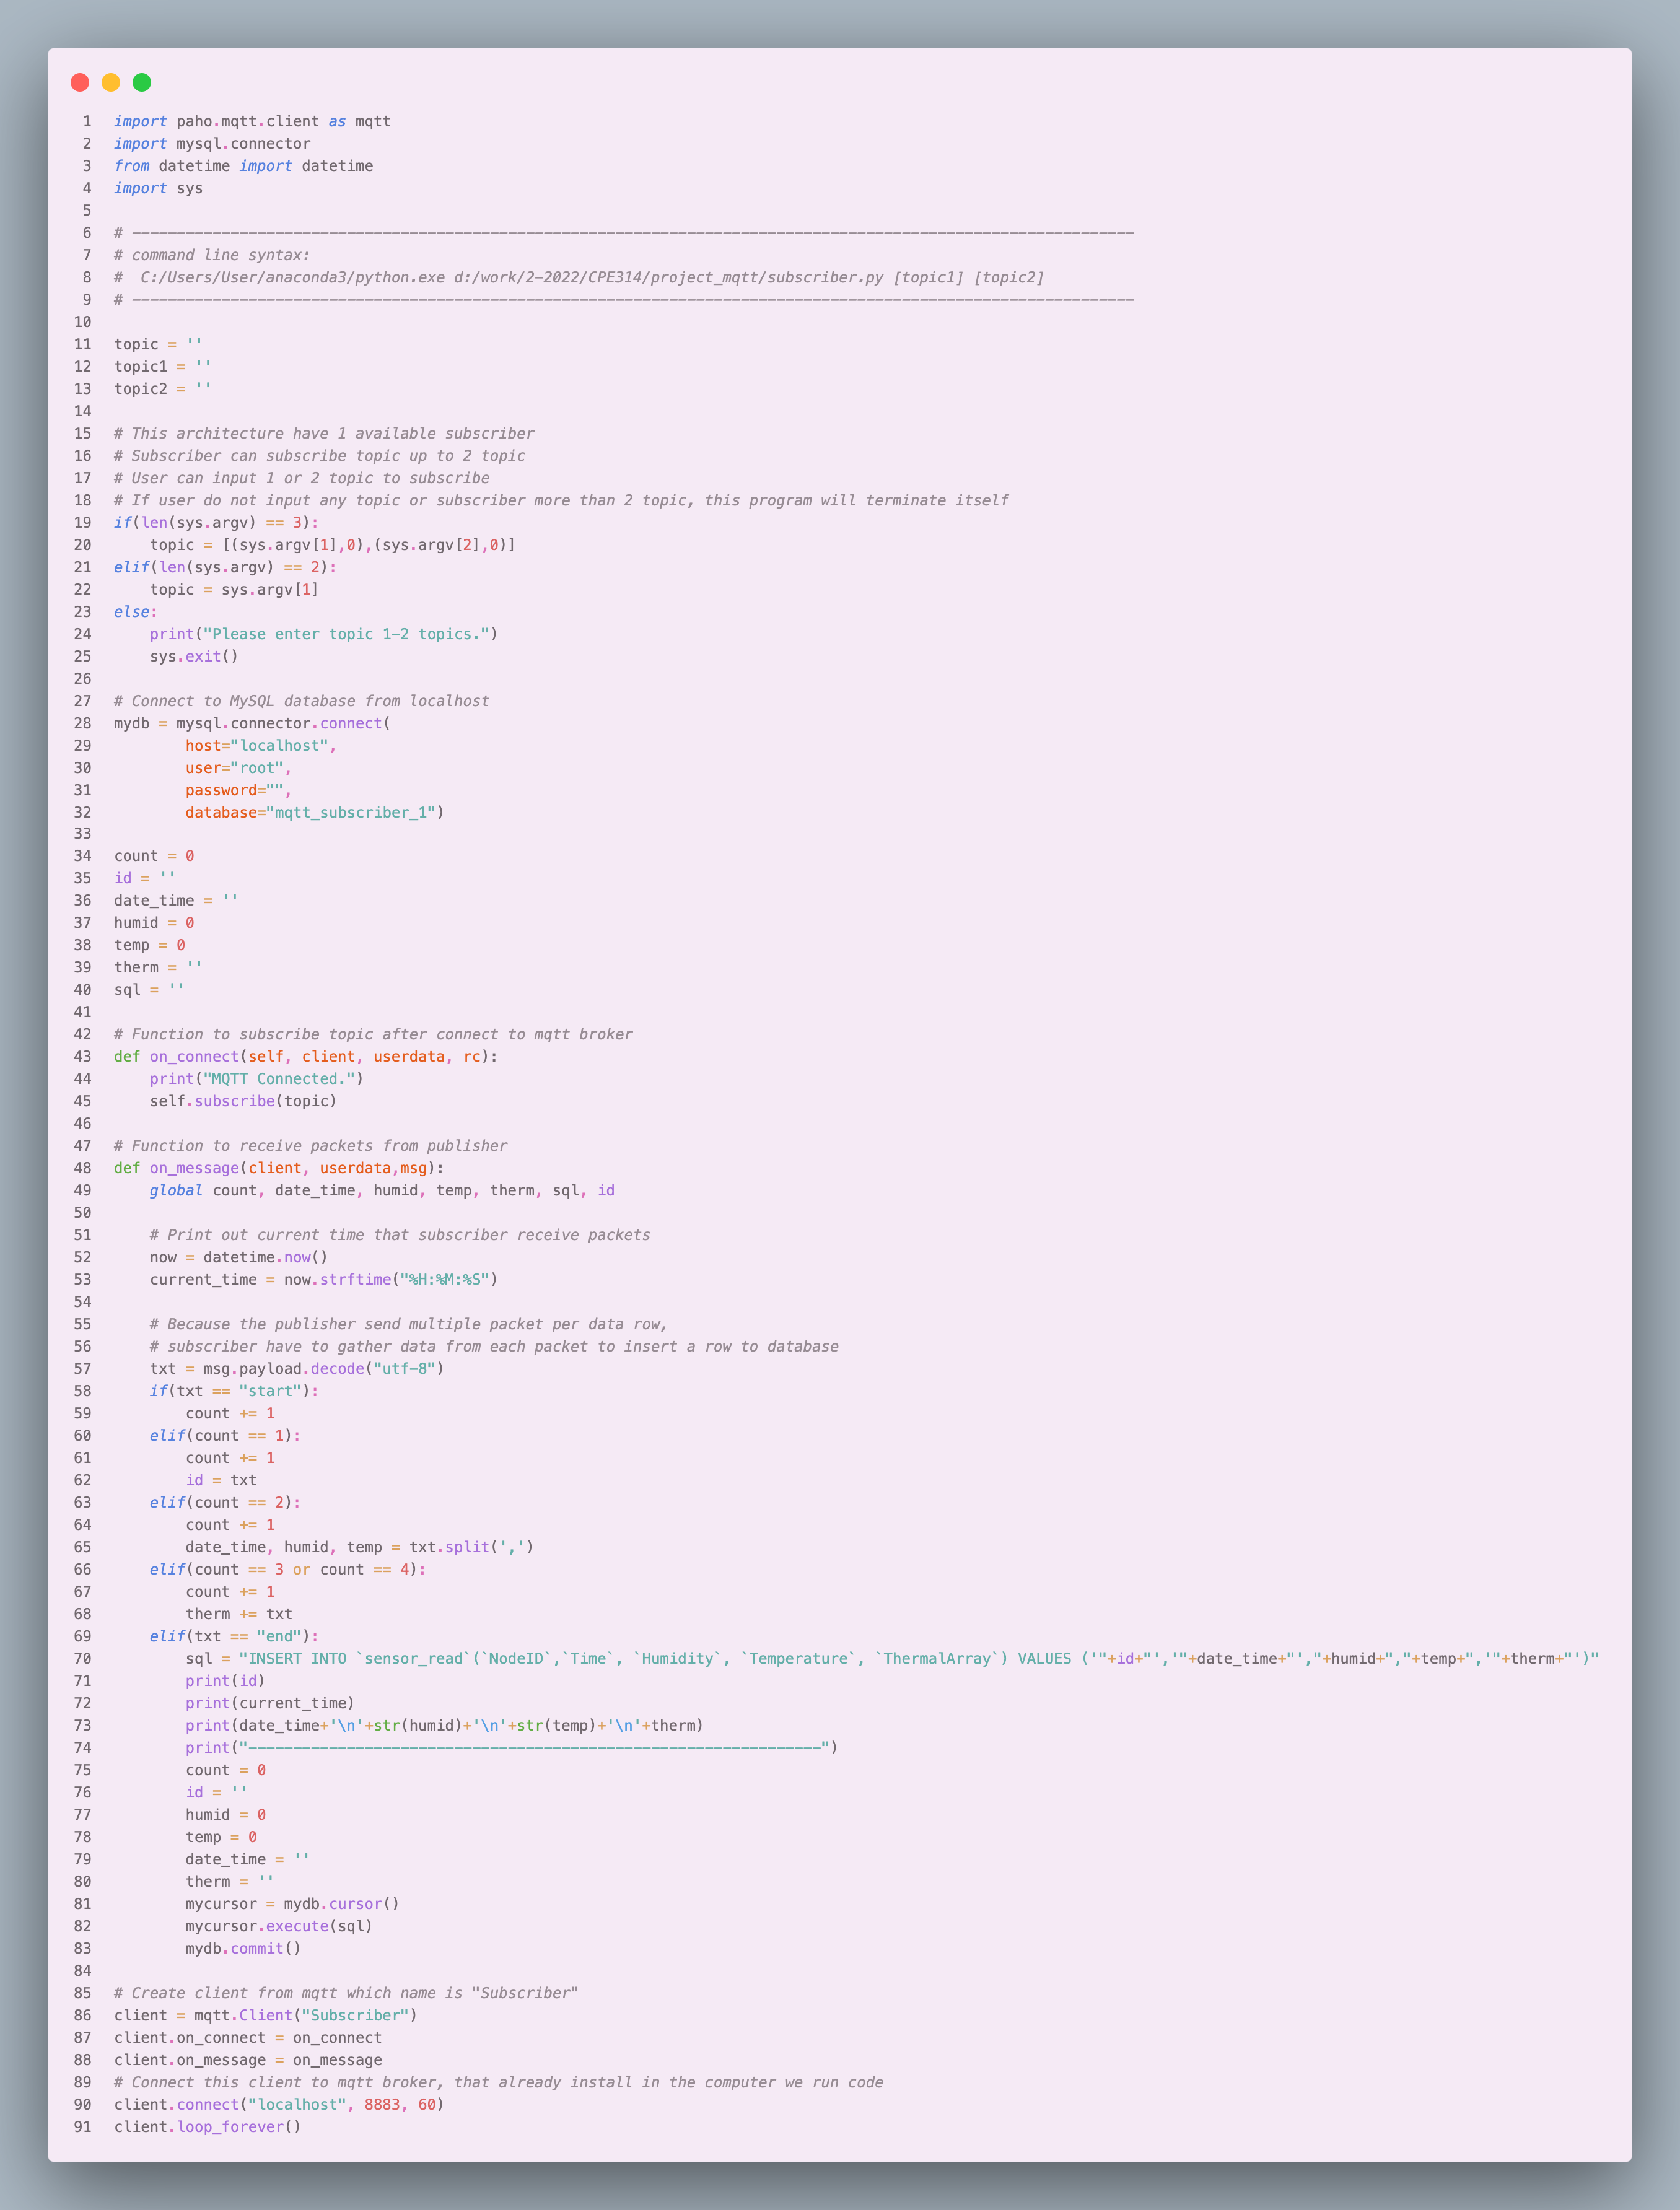 1 import paho.mqtt.client as mqtt
2 import mysql.connector
3 from datetime import datetime
4 import sys
5
6 # ----------------------------------------------------------------------------------------------------------------
7 # command line syntax:
8 #  C:/Users/User/anaconda3/python.exe d:/work/2-2022/CPE314/project_mqtt/subscriber.py [topic1] [topic2]
9 # ----------------------------------------------------------------------------------------------------------------
10
11 topic = ''
12 topic1 = ''
13 topic2 = ''
14
15 # This architecture have 1 available subscriber
16 # Subscriber can subscribe topic up to 2 topic
17 # User can input 1 or 2 topic to subscribe
18 # If user do not input any topic or subscriber more than 2 topic, this program will terminate itself
19 if(len(sys.argv) == 3):
20     topic = [(sys.argv[1],0),(sys.argv[2],0)]
21 elif(len(sys.argv) == 2):
22     topic = sys.argv[1]
23 else:
24     print("Please enter topic 1-2 topics.")
25     sys.exit()
26
27 # Connect to MySQL database from localhost
28 mydb = mysql.connector.connect(
29         host="localhost",
30         user="root",
31         password="",
32         database="mqtt_subscriber_1")
33
34 count = 0
35 id = ''
36 date_time = ''
37 humid = 0
38 temp = 0
39 therm = ''
40 sql = ''
41
42 # Function to subscribe topic after connect to mqtt broker
43 def on_connect(self, client, userdata, rc):
44     print("MQTT Connected.")
45     self.subscribe(topic)
46
47 # Function to receive packets from publisher
48 def on_message(client, userdata,msg):
49     global count, date_time, humid, temp, therm, sql, id
50
51     # Print out current time that subscriber receive packets
52     now = datetime.now()
53     current_time = now.strftime("%H:%M:%S")
54
55     # Because the publisher send multiple packet per data row,
56     # subscriber have to gather data from each packet to insert a row to database
57     txt = msg.payload.decode("utf-8")
58     if(txt == "start"):
59         count += 1
60     elif(count == 1):
61         count += 1
62         id = txt
63     elif(count == 2):
64         count += 1
65         date_time, humid, temp = txt.split(',')
66     elif(count == 3 or count == 4):
67         count += 1
68         therm += txt
69     elif(txt == "end"):
70         sql = "INSERT INTO `sensor_read`(`NodeID`,`Time`, `Humidity`, `Temperature`, `ThermalArray`) VALUES ('"+id+"','"+date_time+"',"+humid+","+temp+",'"+therm+"')"
71         print(id)
72         print(current_time)
73         print(date_time+'\n'+str(humid)+'\n'+str(temp)+'\n'+therm)
74         print("----------------------------------------------------------------")
75         count = 0
76         id = ''
77         humid = 0
78         temp = 0
79         date_time = ''
80         therm = ''
81         mycursor = mydb.cursor()
82         mycursor.execute(sql)
83         mydb.commit()
84
85 # Create client from mqtt which name is "Subscriber"
86 client = mqtt.Client("Subscriber")
87 client.on_connect = on_connect
88 client.on_message = on_message
89 # Connect this client to mqtt broker, that already install in the computer we run code
90 client.connect("localhost", 8883, 60)
91 client.loop_forever()